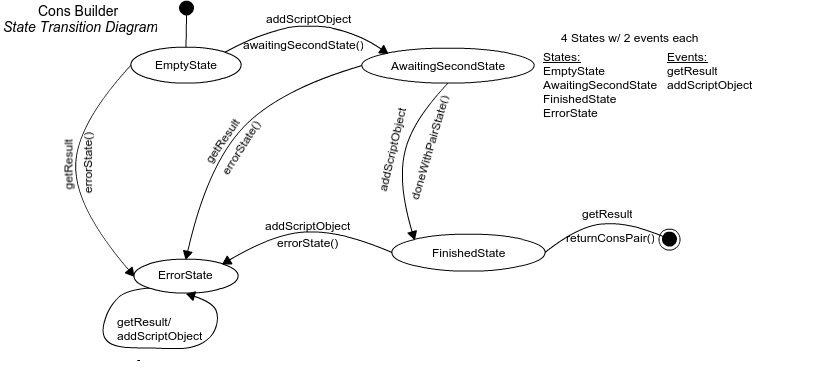 Cons Builder
State Transition Diagram
addScriptObject
awaitingSecondState()
EmptyState
AwaitingSecondState
4 States w/ 2 events each
States:
EmptyState
AwaitingSecondState
FinishedState
ErrorState
Events:
getResult
addScriptObject
getResult
errorState()
getResult
errorState()
addScriptObject
doneWithPairState()
addScriptObject
errorState()
FinishedState
getResult
returnConsPair()
ErrorState
getResult/
addScriptObject
-